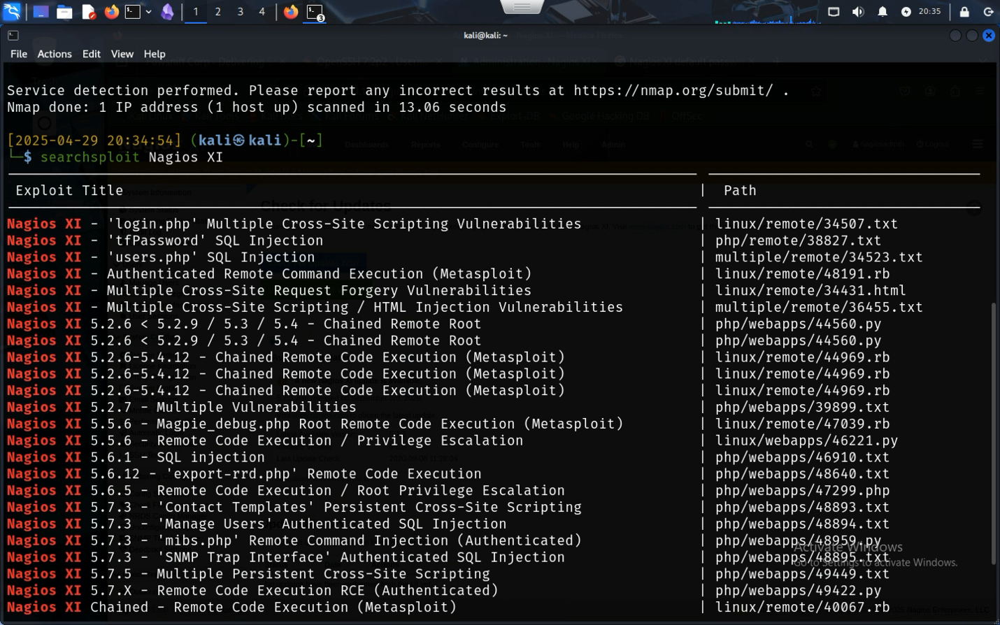 1 2 3 4
3
20:35
kali@kali: ~
File Actions Edit View Help
Service detection performed. Please report any incorrect results at https://nmap.org/submit/ .
Nmap done: 1 IP address (1 host up) scanned in 13.06 seconds
[2025-04-29 20:34:54] (kali㉿kali)-[~]
└─$ searchsploit Nagios XI
Exploit Title | Path
Nagios XI - 'login.php' Multiple Cross-Site Scripting Vulnerabilities | linux/remote/34507.txt
Nagios XI - 'tfPassword' SQL Injection | php/remote/38827.txt
Nagios XI - 'users.php' SQL Injection | multiple/remote/34523.txt
Nagios XI - Authenticated Remote Command Execution (Metasploit) | linux/remote/48191.rb
Nagios XI - Multiple Cross-Site Request Forgery Vulnerabilities | linux/remote/34431.html
Nagios XI - Multiple Cross-Site Scripting / HTML Injection Vulnerabilities | multiple/remote/36455.txt
Nagios XI 5.2.6 < 5.2.9 / 5.3 / 5.4 - Chained Remote Root | php/webapps/44560.py
Nagios XI 5.2.6 < 5.2.9 / 5.3 / 5.4 - Chained Remote Root | php/webapps/44560.py
Nagios XI 5.2.6-5.4.12 - Chained Remote Code Execution (Metasploit) | linux/remote/44969.rb
Nagios XI 5.2.6-5.4.12 - Chained Remote Code Execution (Metasploit) | linux/remote/44969.rb
Nagios XI 5.2.6-5.4.12 - Chained Remote Code Execution (Metasploit) | linux/remote/44969.rb
Nagios XI 5.2.7 - Multiple Vulnerabilities | php/webapps/39899.txt
Nagios XI 5.5.6 - Magpie_debug.php Root Remote Code Execution (Metasploit) | linux/remote/47039.rb
Nagios XI 5.5.6 - Remote Code Execution / Privilege Escalation | linux/webapps/46221.py
Nagios XI 5.6.1 - SQL injection | php/webapps/46910.txt
Nagios XI 5.6.12 - 'export-rrd.php' Remote Code Execution | php/webapps/48640.txt
Nagios XI 5.6.5 - Remote Code Execution / Root Privilege Escalation | php/webapps/47299.php
Nagios XI 5.7.3 - 'Contact Templates' Persistent Cross-Site Scripting | php/webapps/48893.txt
Nagios XI 5.7.3 - 'Manage Users' Authenticated SQL Injection | php/webapps/48894.txt
Nagios XI 5.7.3 - 'mibs.php' Remote Command Injection (Authenticated) | php/webapps/48959.py
Nagios XI 5.7.3 - 'SNMP Trap Interface' Authenticated SQL Injection | php/webapps/48895.txt
Nagios XI 5.7.5 - Multiple Persistent Cross-Site Scripting | php/webapps/49449.txt
Nagios XI 5.7.X - Remote Code Execution RCE (Authenticated) | php/webapps/49422.py
Nagios XI Chained - Remote Code Execution (Metasploit) | linux/remote/40067.rb
Activate Windows
Go to Settings to activate Windows.